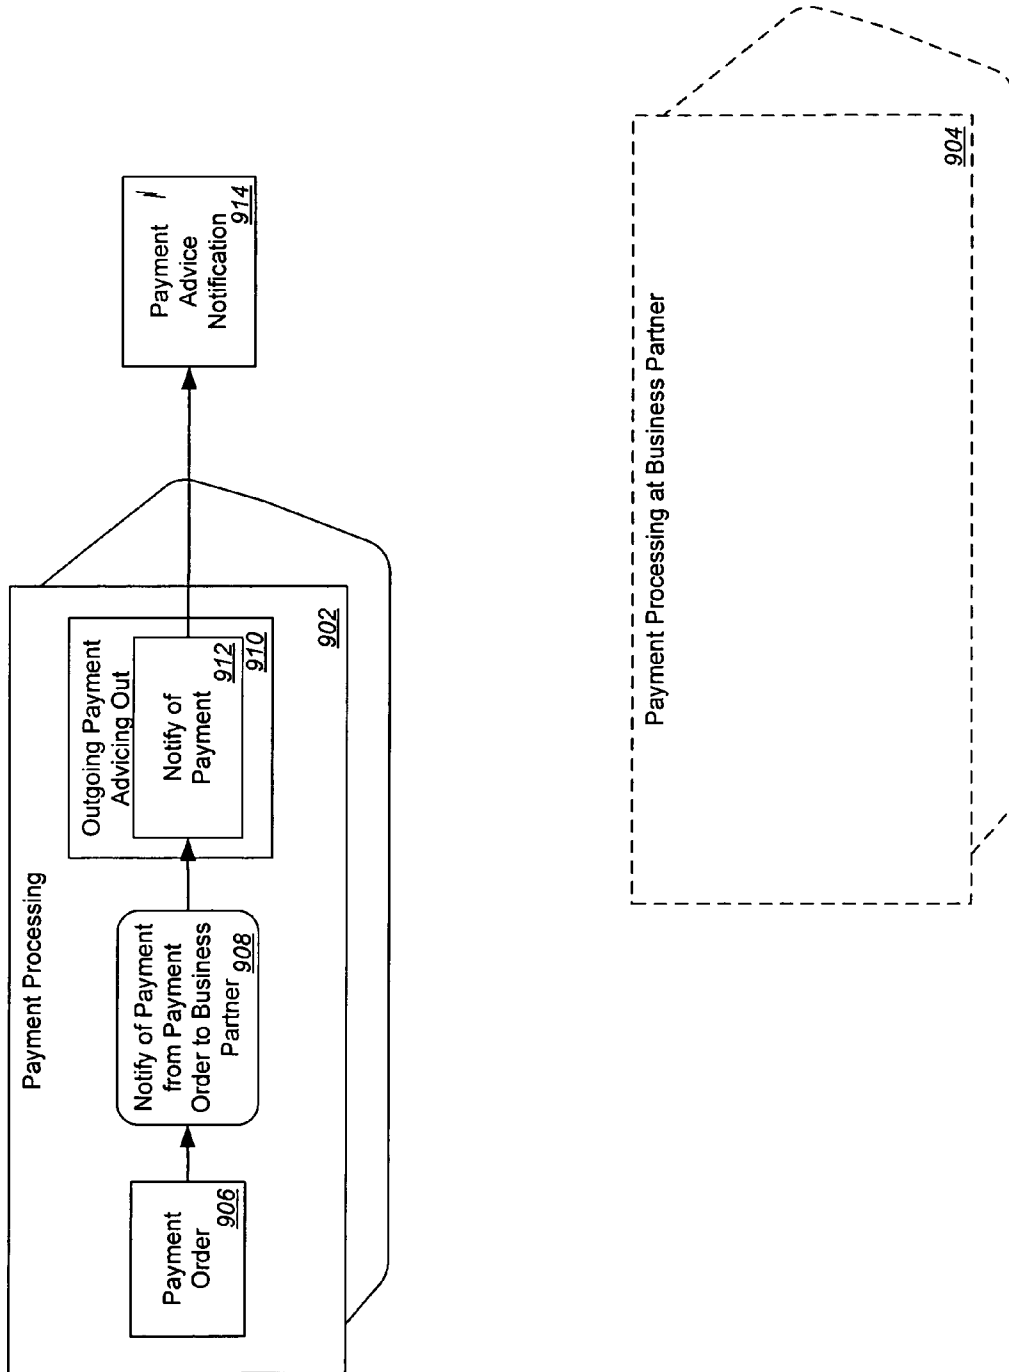 Payment Processing
Payment
Order
906
Notify of Payment
from Payment
Order to Business
Partner 908
Outgoing Payment
Advicing Out
Notify of
Payment
912
910
902
Payment
Advice
Notification
914
Payment Processing at Business Partner
904